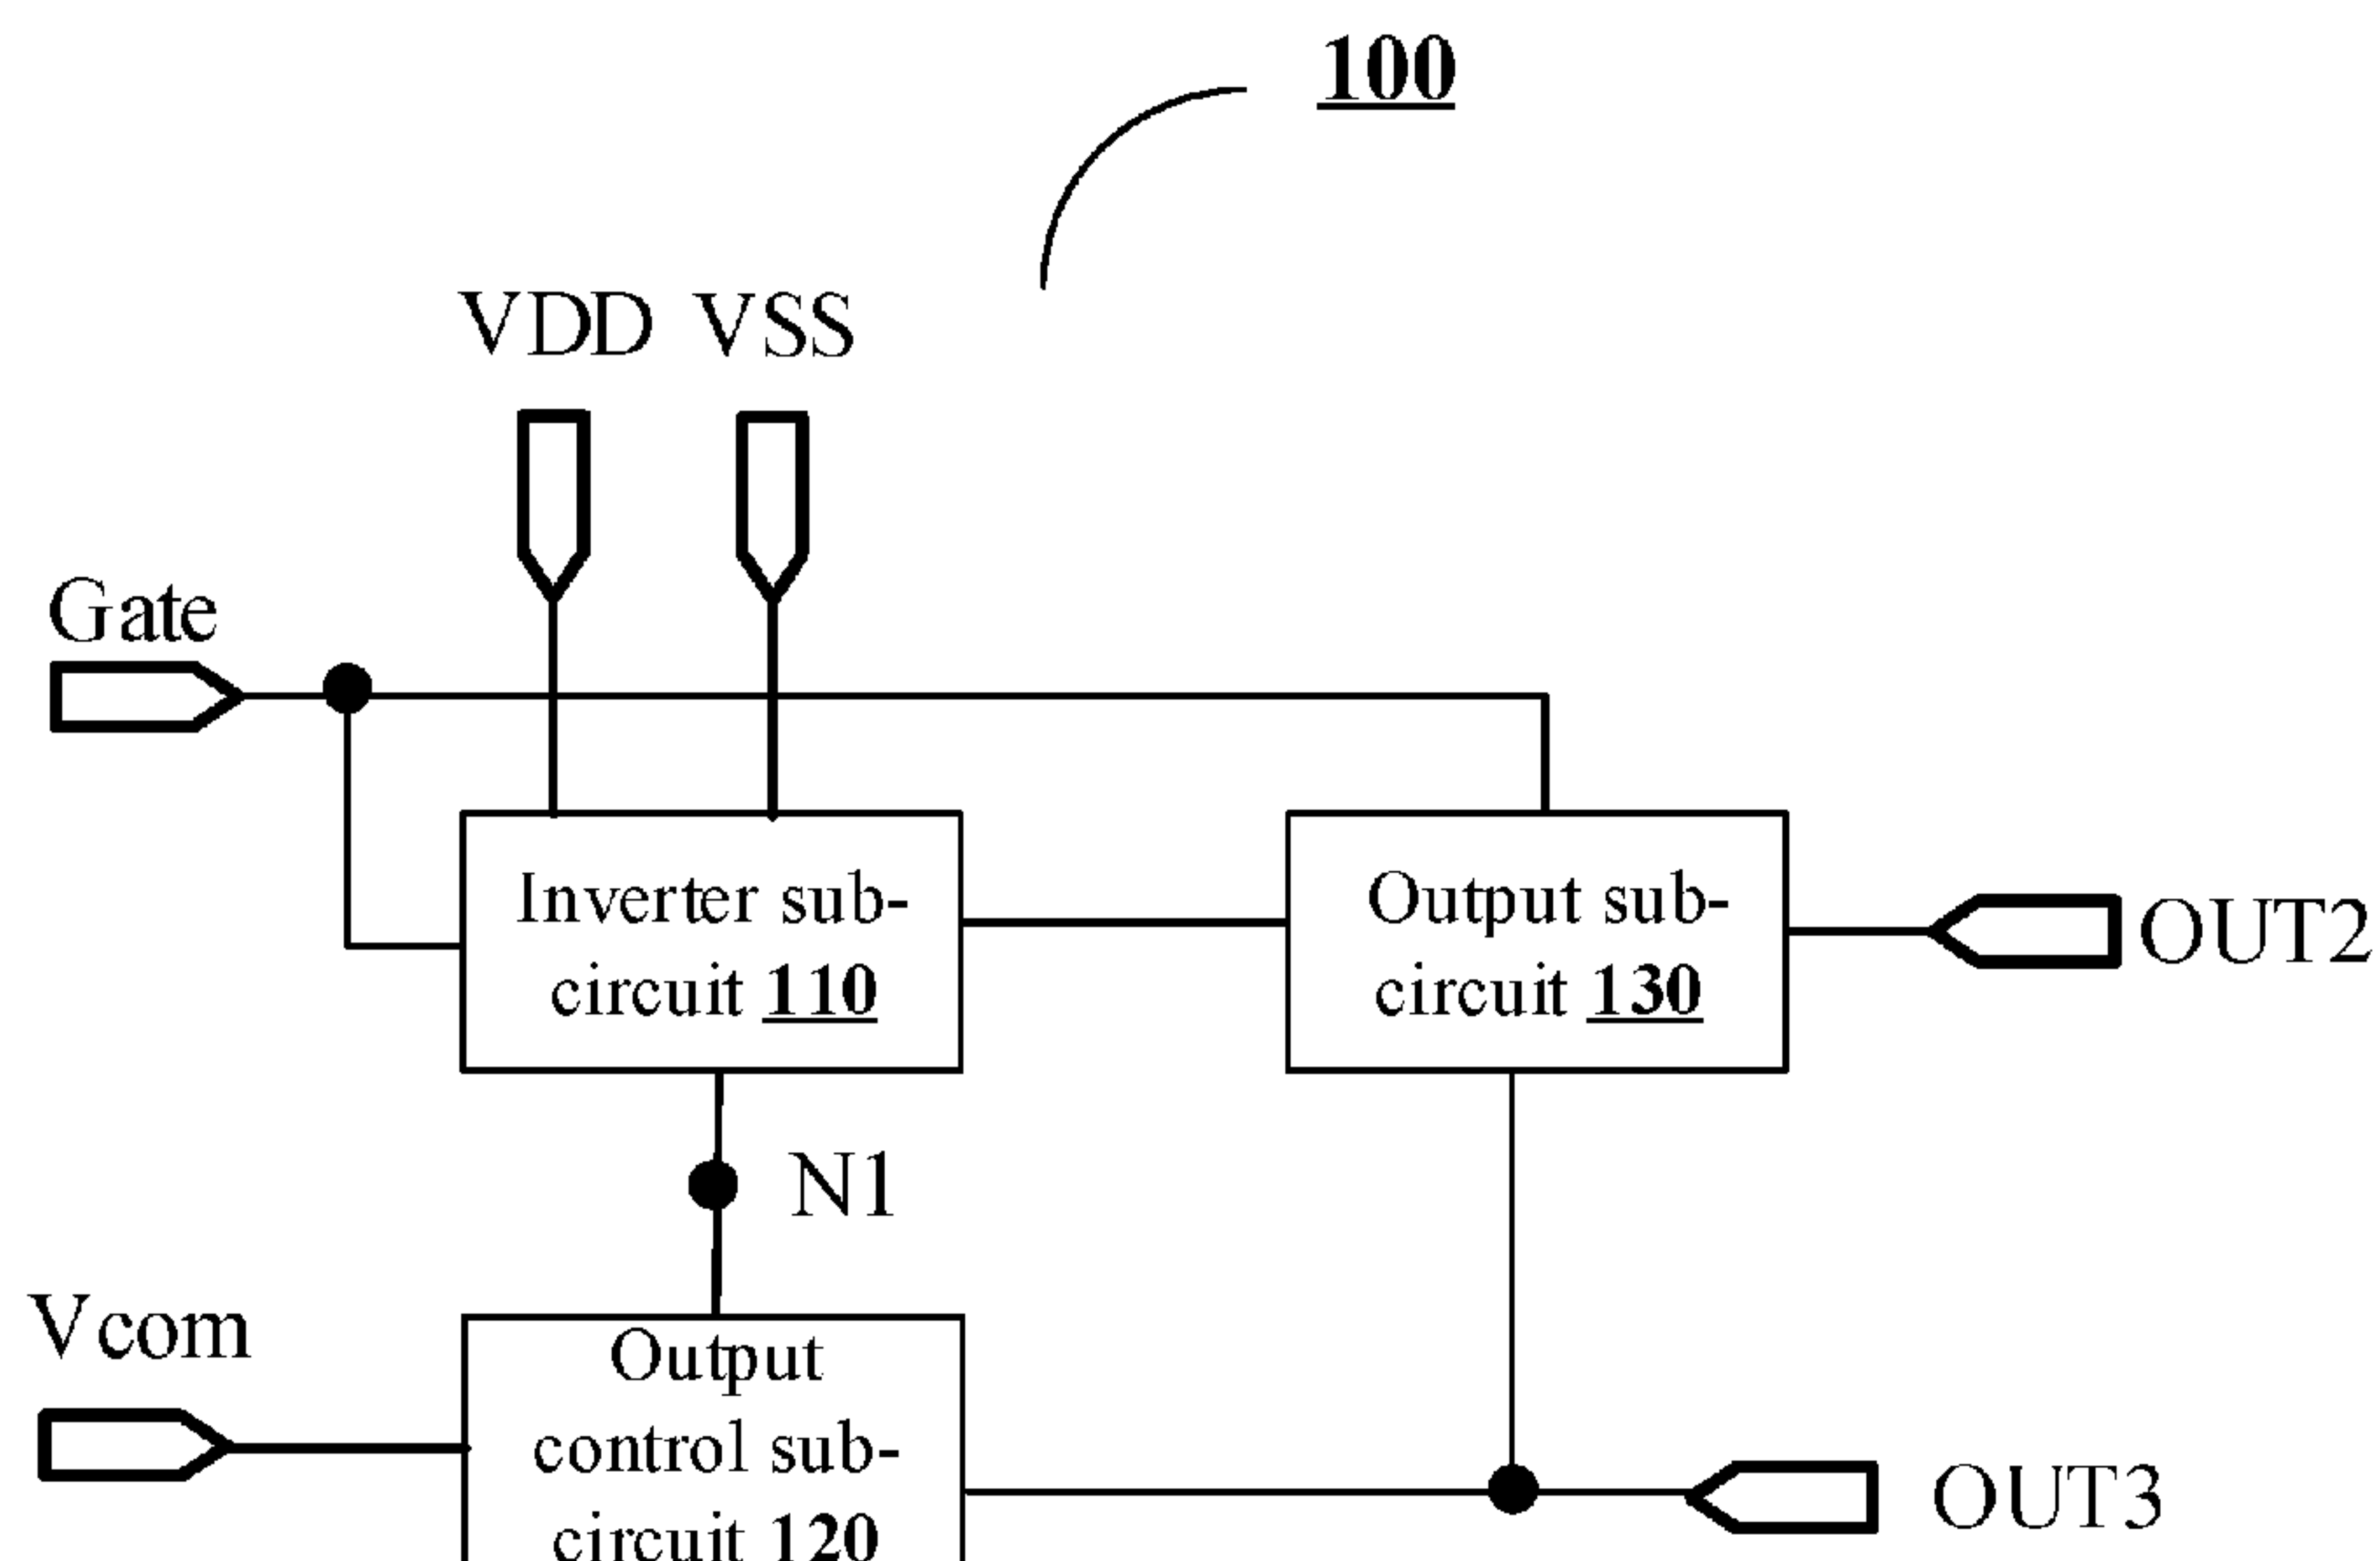 100
VDD VSS
Gate
Inverter sub-
circuit 110
Output sub-
circuit 130
OUT2
N1
Vcom
Output
control sub-
circuit 120
OUT3